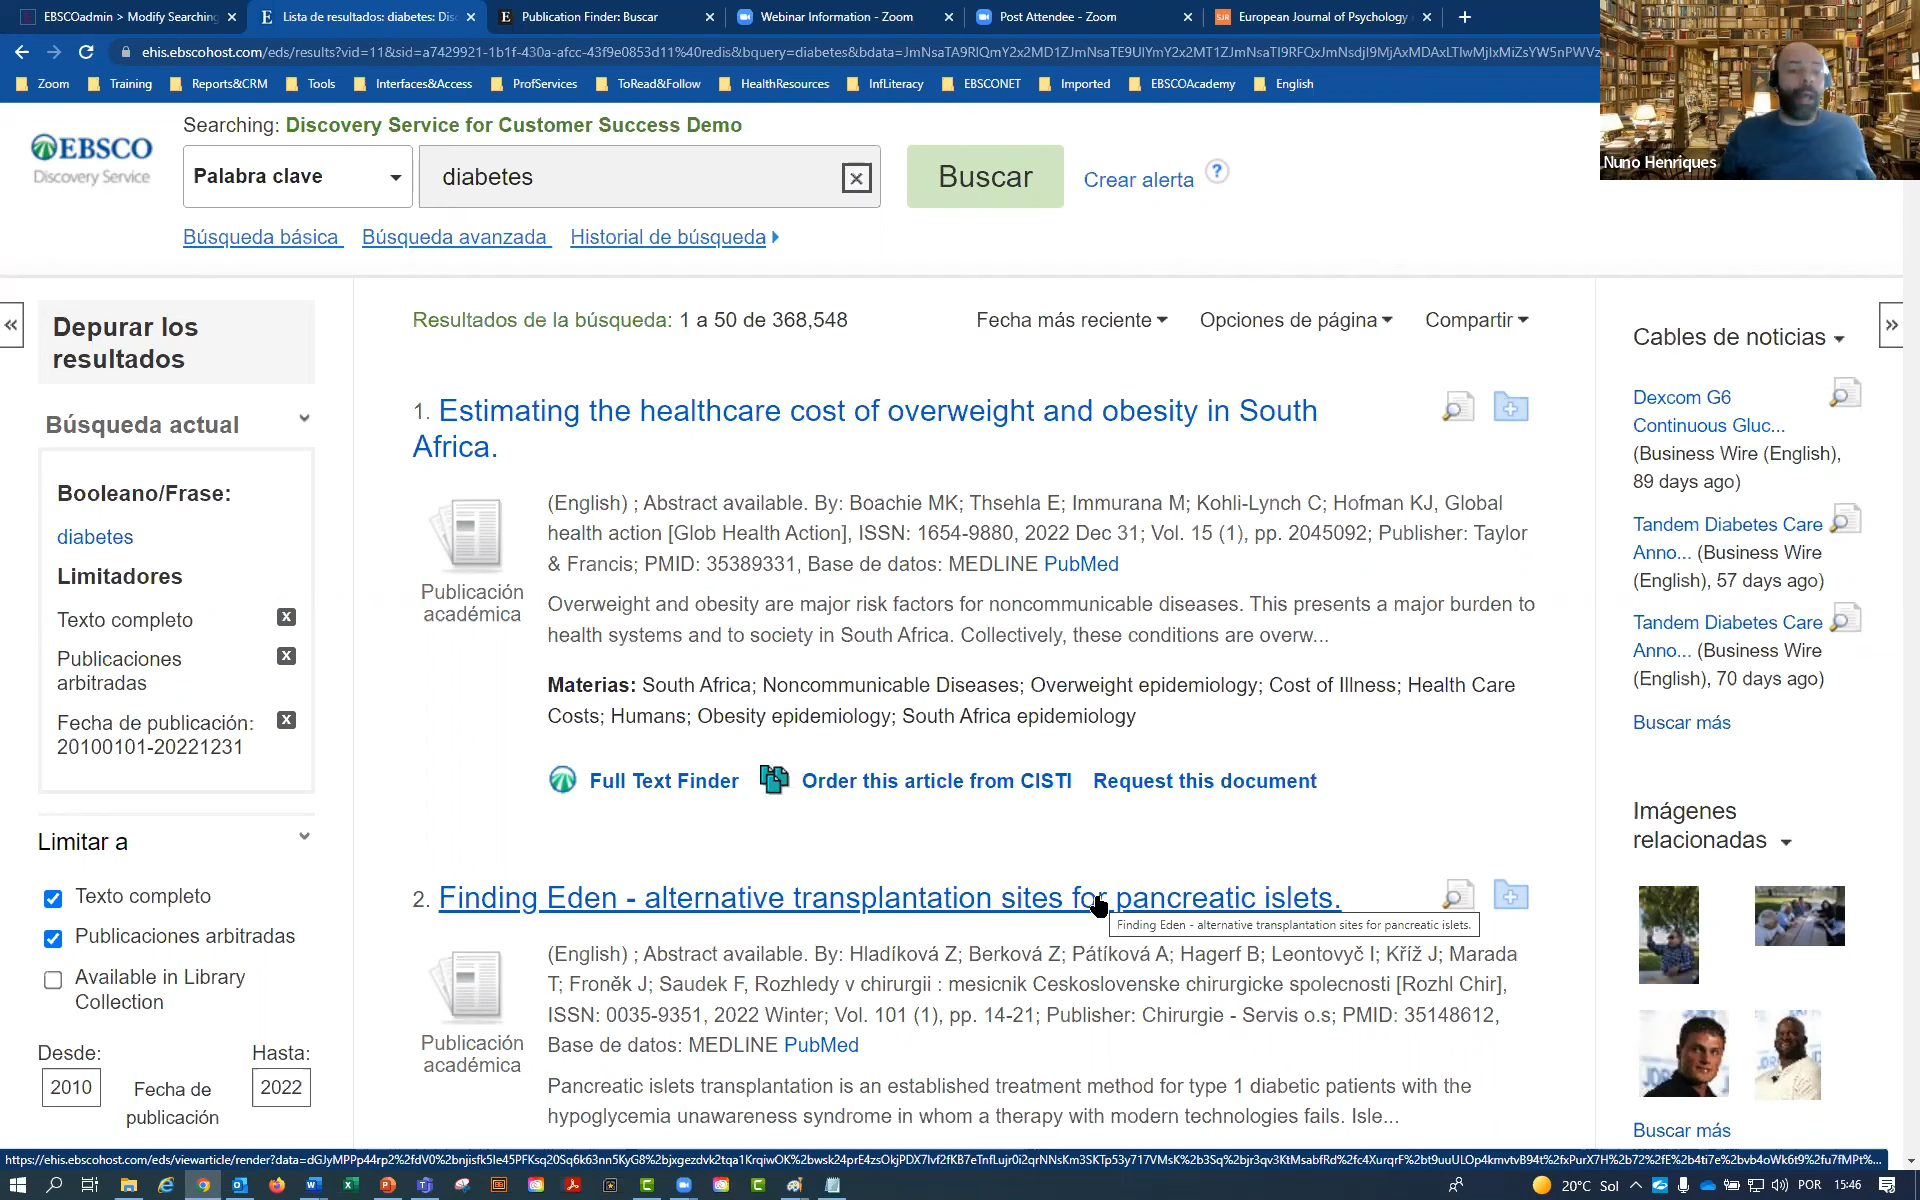 EBSCOadmin > Modify Searching
Lista de resultados: diabetes: Dis
Publication Finder: Buscar
Webinar Information - Zoom
Post Attendee - Zoom
European Journal of Psychology
Zoom
Training
Reports&CRM
Tools
Interfaces&Access
ProfServices
ToRead&Follow
HealthResources
InfLiteracy
EBSCONET
Imported
EBSCOAcademy
English
Nuno Henriques
EBSCO
Discovery Service
Searching: Discovery Service for Customer Success Demo
Palabra clave
diabetes
Buscar
Crear alerta
?
Búsqueda básica
Búsqueda avanzada
Historial de búsqueda
Depurar los
resultados
Búsqueda actual
Booleano/Frase:
diabetes
Limitadores
Texto completo
Publicaciones
arbitradas
Fecha de publicación:
20100101-20221231
Limitar a
Texto completo
Publicaciones arbitradas
Available in Library
Collection
Desde:
Hasta:
2010
Fecha de
publicación
2022
Resultados de la búsqueda: 1 a 50 de 368,548
Fecha más reciente
Opciones de página
Compartir
1. Estimating the healthcare cost of overweight and obesity in South
Africa.
Publicación
académica
(English) ; Abstract available. By: Boachie MK; Thsehla E; Immurana M; Kohli-Lynch C; Hofman KJ, Global
health action [Glob Health Action], ISSN: 1654-9880, 2022 Dec 31; Vol. 15 (1), pp. 2045092; Publisher: Taylor
& Francis; PMID: 35389331, Base de datos: MEDLINE PubMed
Overweight and obesity are major risk factors for noncommunicable diseases. This presents a major burden to
health systems and to society in South Africa. Collectively, these conditions are overw...
Materias: South Africa; Noncommunicable Diseases; Overweight epidemiology; Cost of Illness; Health Care
Costs; Humans; Obesity epidemiology; South Africa epidemiology
Full Text Finder
Order this article from CISTI
Request this document
2. Finding Eden - alternative transplantation sites for pancreatic islets.
Finding Eden - alternative transplantation sites for pancreatic islets.
Publicación
académica
(English) ; Abstract available. By: Hladíková Z; Berková Z; Pátíková A; Hagerf B; Leontovyč I; Kříž J; Marada
T; Froněk J; Saudek F, Rozhledy v chirurgii : mesicnik Ceskoslovenske chirurgicke spolecnosti [Rozhl Chir],
ISSN: 0035-9351, 2022 Winter; Vol. 101 (1), pp. 14-21; Publisher: Chirurgie - Servis o.s; PMID: 35148612,
Base de datos: MEDLINE PubMed
Pancreatic islets transplantation is an established treatment method for type 1 diabetic patients with the
hypoglycemia unawareness syndrome in whom a therapy with modern technologies fails. Isle...
Cables de noticias
Dexcom G6
Continuous Gluc...
(Business Wire (English),
89 days ago)
Tandem Diabetes Care
Anno... (Business Wire
(English), 57 days ago)
Tandem Diabetes Care
Anno... (Business Wire
(English), 70 days ago)
Buscar más
Imágenes
relacionadas
Buscar más
20°C Sol
POR
15:46